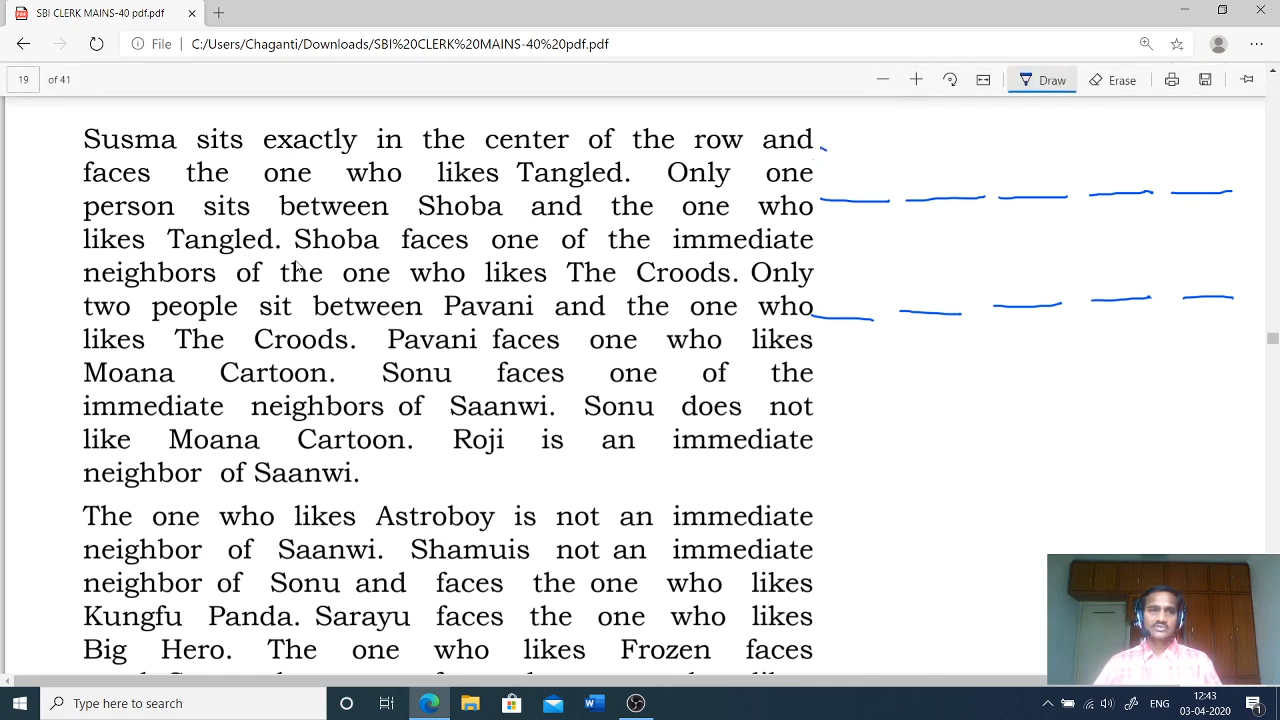 SBI CLERK MAINS-40 pdf.pdf
File C:/Users/Chaganti/Downloads/SBI%20CLERK%20MAINS-40%20pdf.pdf
19 of 41 Draw Erase
Susma sits exactly in the center of the row and
faces the one who likes Tangled. Only one
person sits between Shoba and the one who
likes Tangled. Shoba faces one of the immediate
neighbors of the one who likes The Croods. Only
two people sit between Pavani and the one who
likes The Croods. Pavani faces one who likes
Moana Cartoon. Sonu faces one of the
immediate neighbors of Saanwi. Sonu does not
like Moana Cartoon. Roji is an immediate
neighbor of Saanwi.
The one who likes Astroboy is not an immediate
neighbor of Saanwi. Shamuis not an immediate
neighbor of Sonu and faces the one who likes
Kungfu Panda. Sarayu faces the one who likes
Big Hero. The one who likes Frozen faces
Type here to search
ENG
12:43
03-04-2020